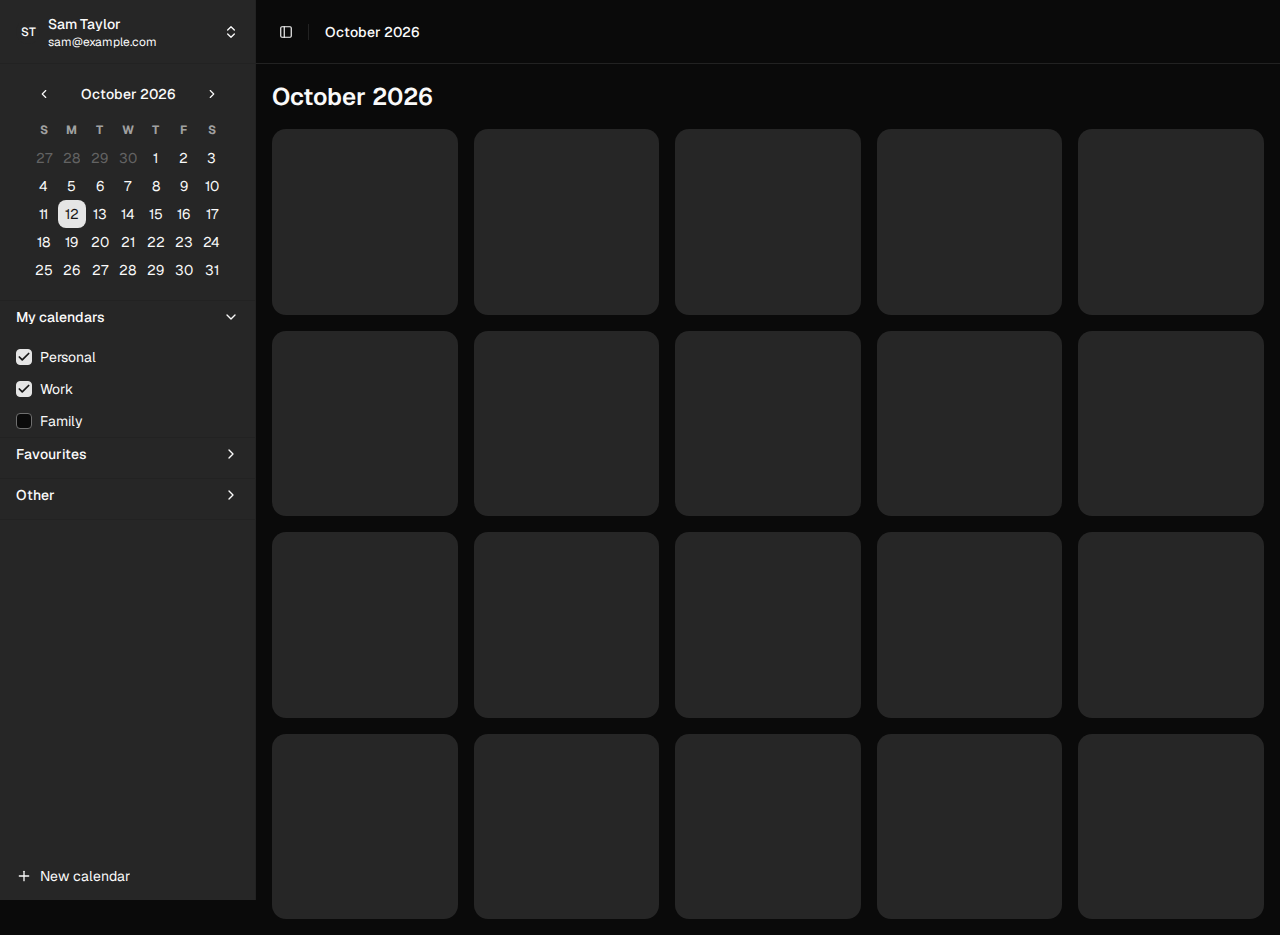 ST
Sam Taylor
sam@example.com
October 2026
October 2026
S M T W T F S
27 28 29 30 1 2 3
4 5 6 7 8 9 10
11 12 13 14 15 16 17
18 19 20 21 22 23 24
25 26 27 28 29 30 31
My calendars
Personal
Work
Family
Favourites
Other
New calendar
October 2026